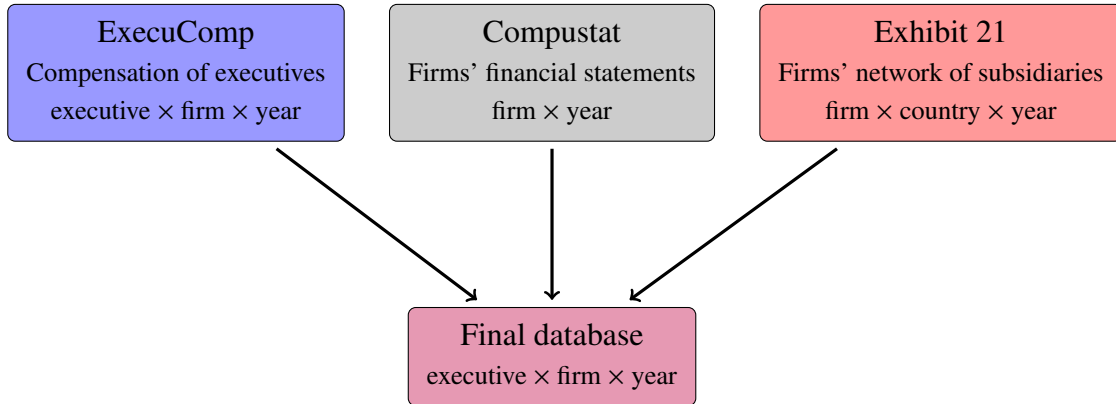 ExecuComp
Compensation of executives
executive × firm × year
Compustat
Firms' financial statements
firm × year
Exhibit 21
Firms' network of subsidiaries
firm × country × year
Final database
executive × firm × year